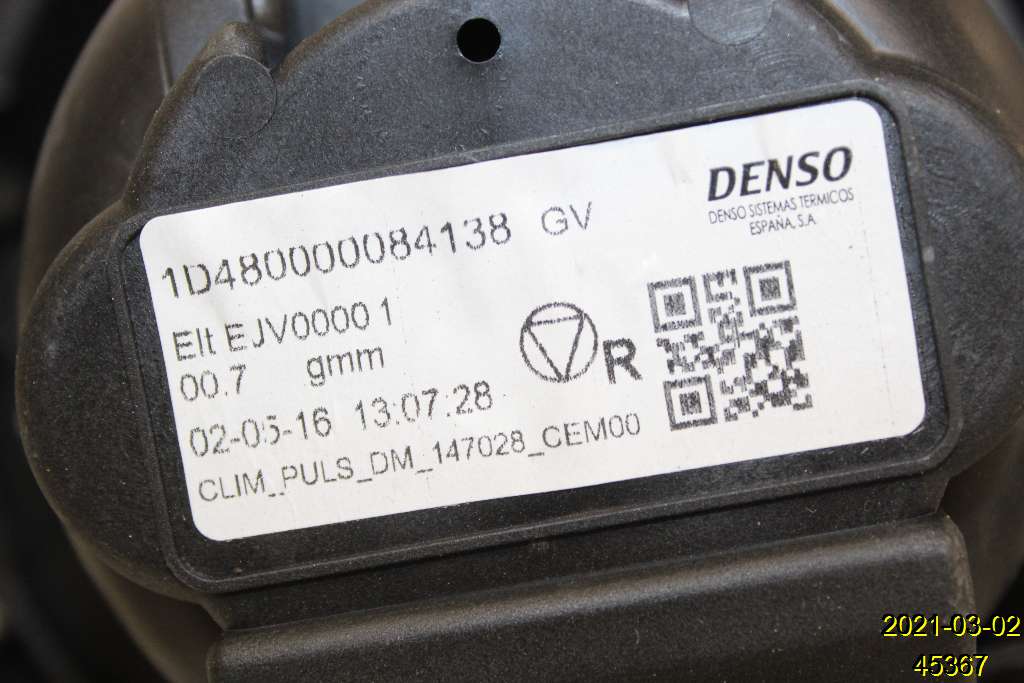 DENSO
DENSO SISTEMAS TERMICOS
ESPAÑA, S.A.
1D480000084138 GV
Elt EJV0000 1
00.7 gmm
R
02-05-16 13:07:28
CLIM_PULS_DM_147028_CEM00
2021-03-02
45367